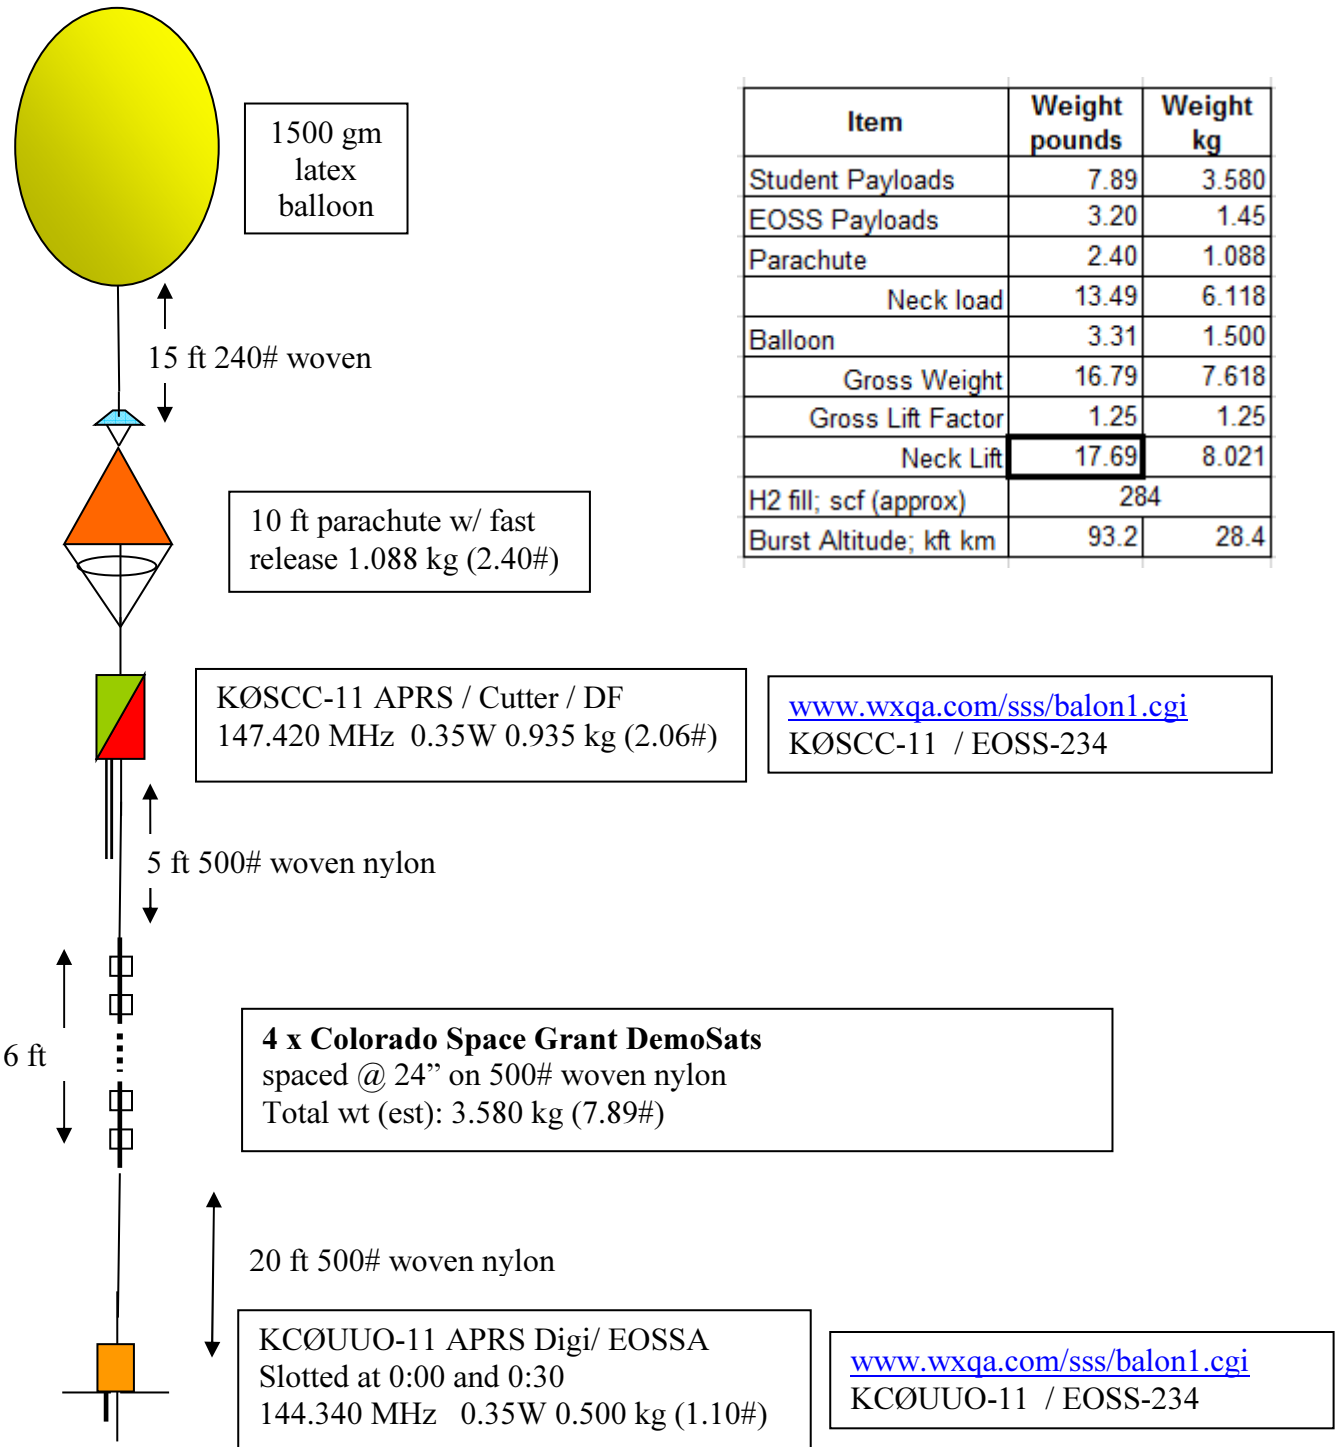 1500 gm
latex
balloon
Item Weight pounds Weight kg
Student Payloads 7.89 3.580
EOSS Payloads 3.20 1.45
Parachute 2.40 1.088
Neck load 13.49 6.118
Balloon 3.31 1.500
Gross Weight 16.79 7.618
Gross Lift Factor 1.25 1.25
Neck Lift 17.69 8.021
H2 fill; scf (approx) 284
Burst Altitude; kft km 93.2 28.4
15 ft 240# woven
10 ft parachute w/ fast
release 1.088 kg (2.40#)
KØSCC-11 APRS / Cutter / DF
147.420 MHz 0.35W 0.935 kg (2.06#)
www.wxqa.com/sss/balon1.cgi
KØSCC-11 / EOSS-234
5 ft 500# woven nylon
6 ft
4 x Colorado Space Grant DemoSats
spaced @ 24” on 500# woven nylon
Total wt (est): 3.580 kg (7.89#)
20 ft 500# woven nylon
KCØUUO-11 APRS Digi/ EOSSA
Slotted at 0:00 and 0:30
144.340 MHz 0.35W 0.500 kg (1.10#)
www.wxqa.com/sss/balon1.cgi
KCØUUO-11 / EOSS-234